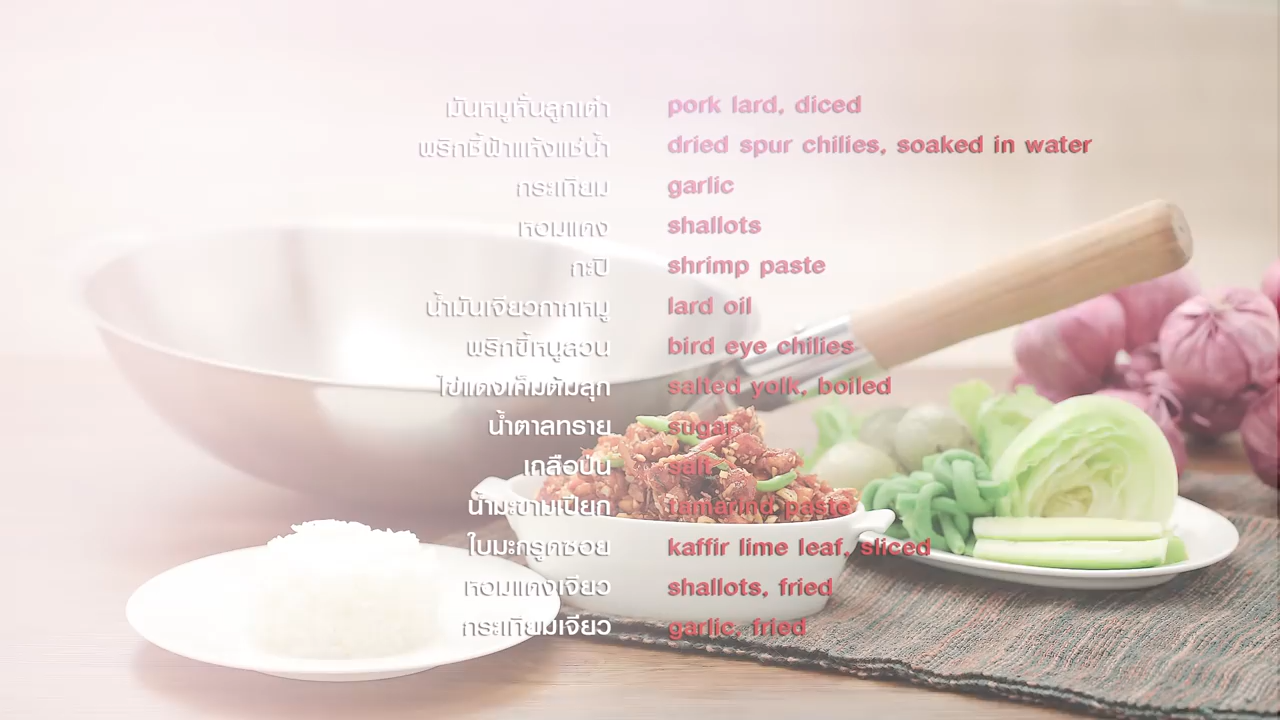 มันหมูหั่นลูกเต๋า pork lard, diced
พริกชี้ฟ้าแห้งแช่น้ำ dried spur chilies, soaked in water
กระเทียม garlic
หอมแดง shallots
กะปิ shrimp paste
น้ำมันเจียวกากหมู lard oil
พริกขี้หนูสวน bird eye chilies
ไข่แดงเค็มต้มสุก salted yolk, boiled
น้ำตาลทราย sugar
เกลือป่น salt
น้ำมะขามเปียก tamarind paste
ใบมะกรูดซอย kaffir lime leaf, sliced
หอมแดงเจียว shallots, fried
กระเทียมเจียว garlic, fried